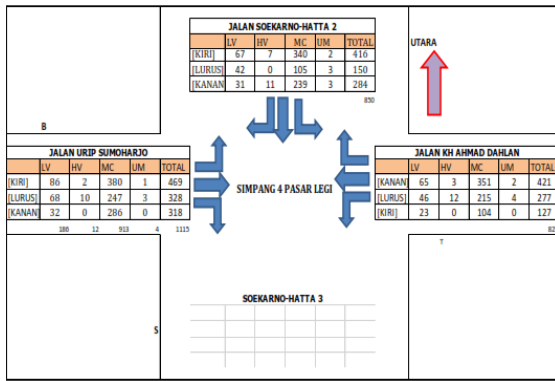 JALAN SOEKARNO-HATTA 2
LV HV MC UM TOTAL
[KIRI] 67 7 340 2 416
[LURUS] 42 0 105 3 150
[KANAN 31 11 239 3 284
850
UTARA
B
JALAN URIP SUMOHARJO
LV HV MC UM TOTAL
[KIRI] 86 2 380 1 469
[LURUS] 68 10 247 3 328
[KANAN] 32 0 286 0 318
186 12 913 4 1115
SIMPANG 4 PASAR LEGI
JALAN KH AHMAD DAHLAN
LV HV MC UM TOTAL
[KANAN] 65 3 351 2 421
[LURUS] 46 12 215 4 277
[KIRI] 23 0 104 0 127
82
T
SOEKARNO-HATTA 3
S